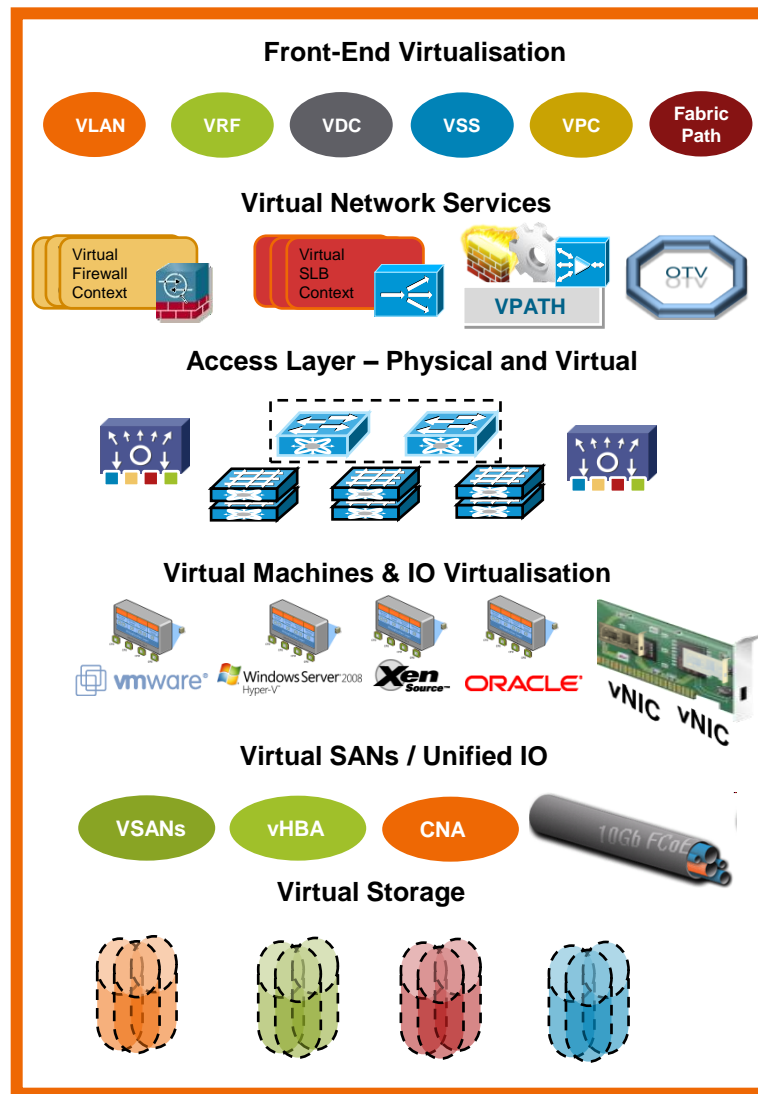 Front-End Virtualisation
VLAN
VRF
VDC
VSS
VPC
Fabric
Path
Virtual Network Services
Virtual
Firewall
Context
Virtual
SLB
Context
VPATH
OTV
Access Layer – Physical and Virtual
Virtual Machines & IO Virtualisation
vmware®
Windows Server 2008
Hyper-V™
Xen
Source™
ORACLE®
vNIC vNIC
Virtual SANs / Unified IO
VSANs
vHBA
CNA
10Gb FCoE
Virtual Storage